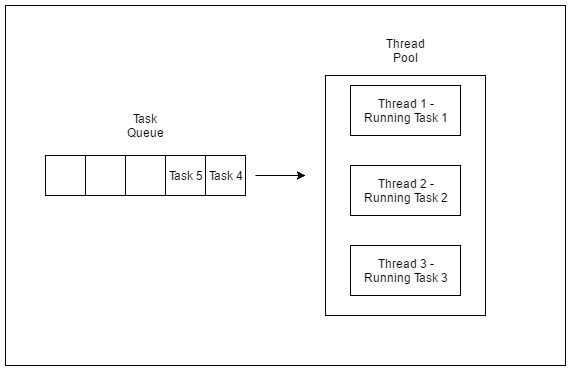 Thread
Pool
Thread 1 -
Running Task 1
Task
Queue
Task 5
Task 4
Thread 2 -
Running Task 2
Thread 3 -
Running Task 3